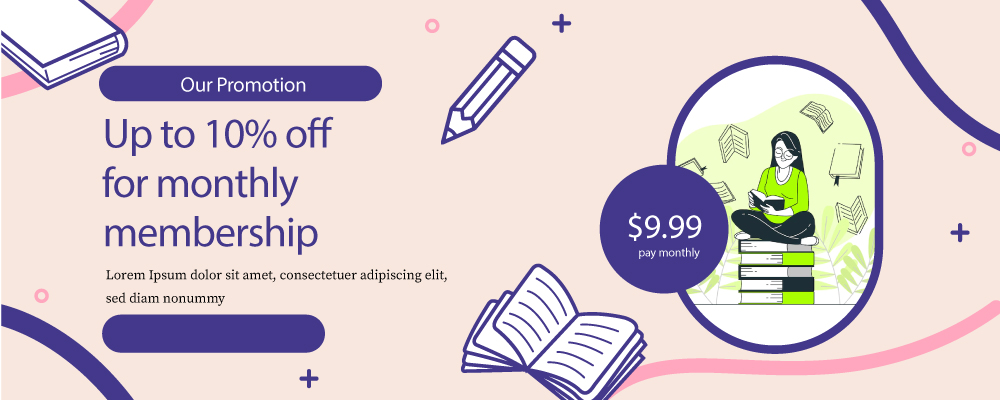 Our Promotion
Up to 10% off
for monthly
membership
Lorem Ipsum dolor sit amet, consectetuer adipiscing elit,
sed diam nonummy
$9.99
pay monthly